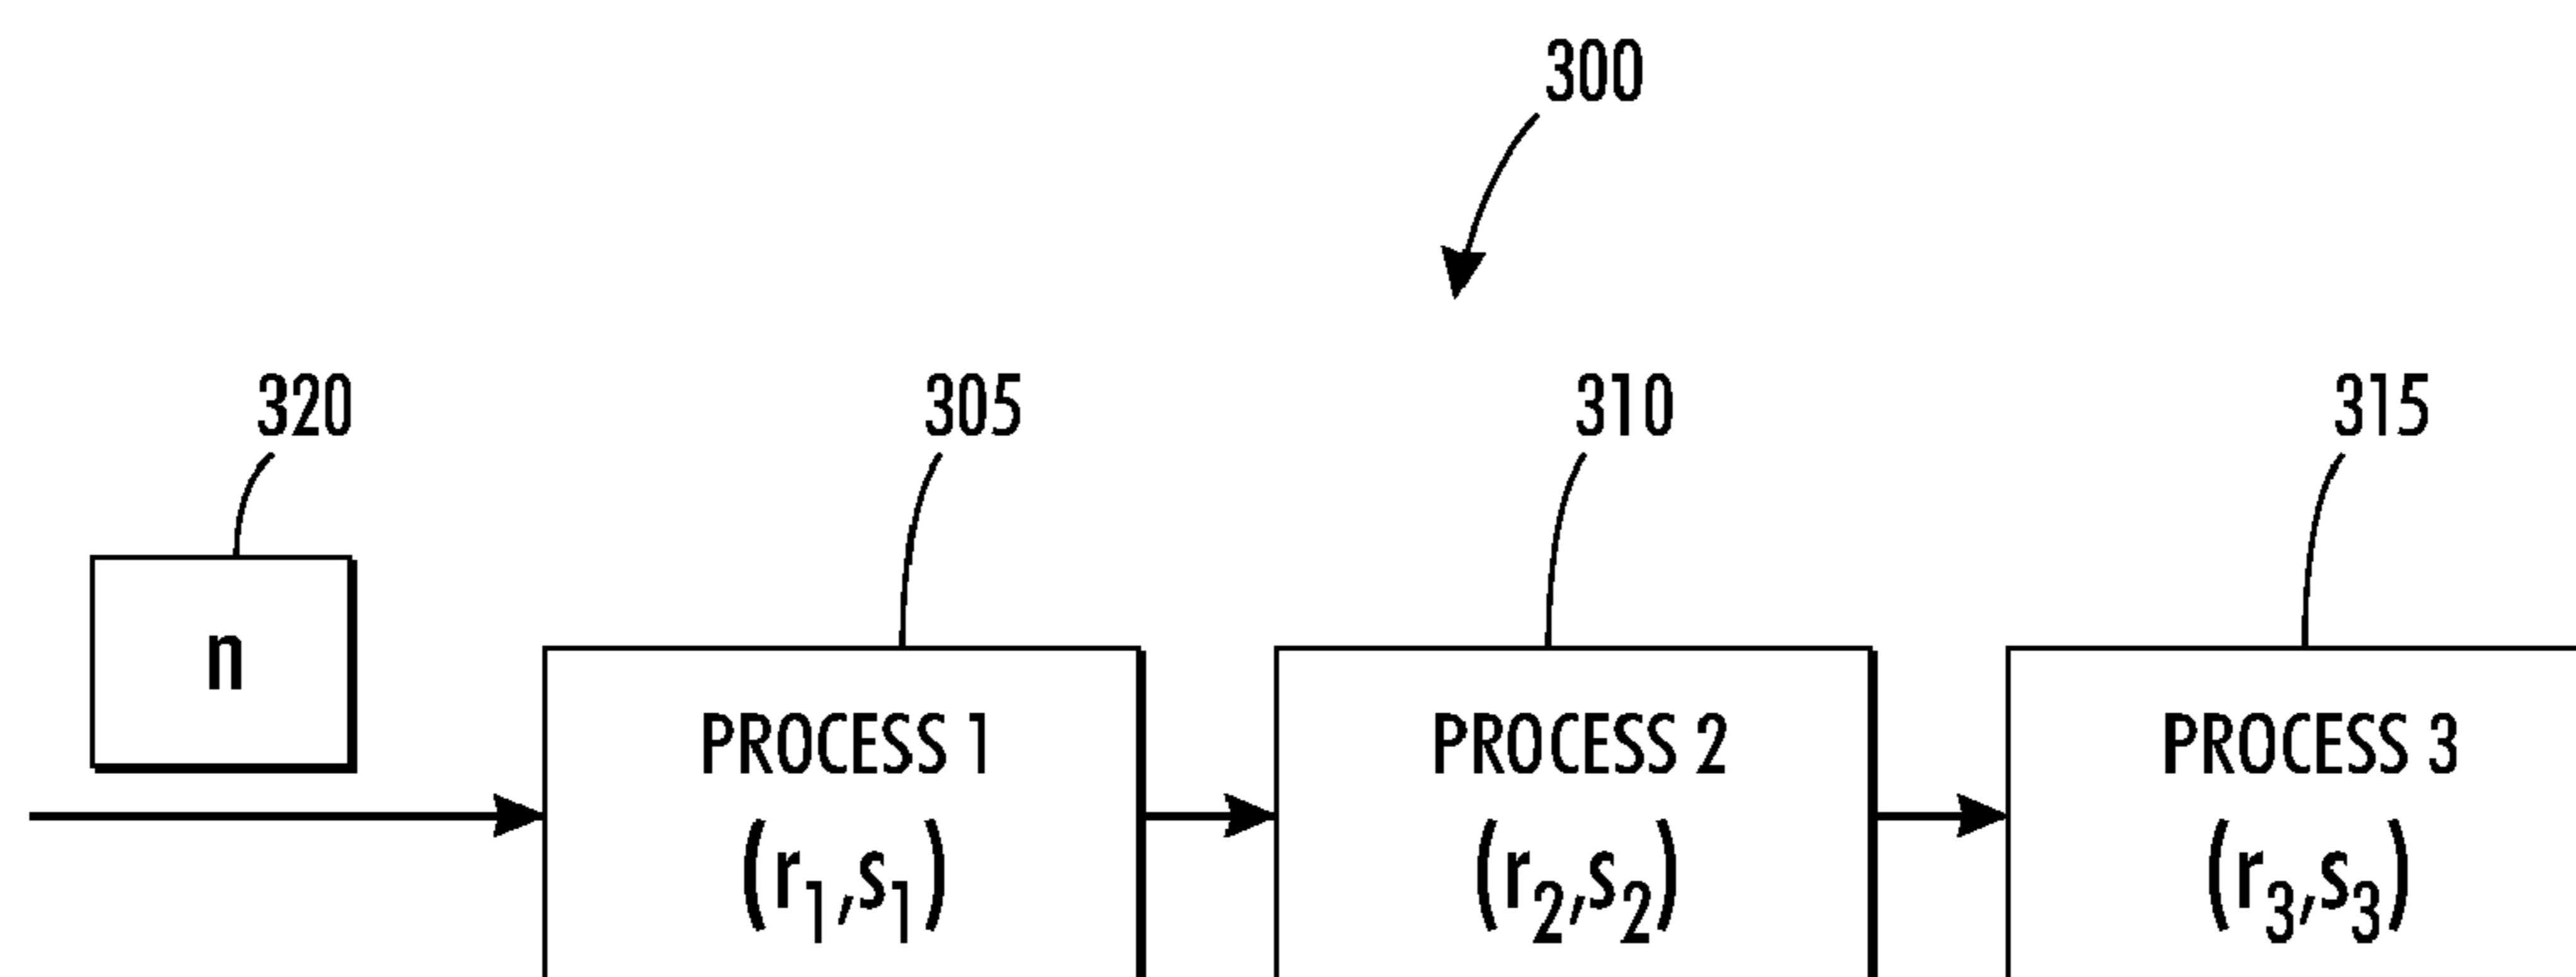 300
320
305
310
315
n
PROCESS 1
(r1,s1)
PROCESS 2
(r2,s2)
PROCESS 3
(r3,s3)